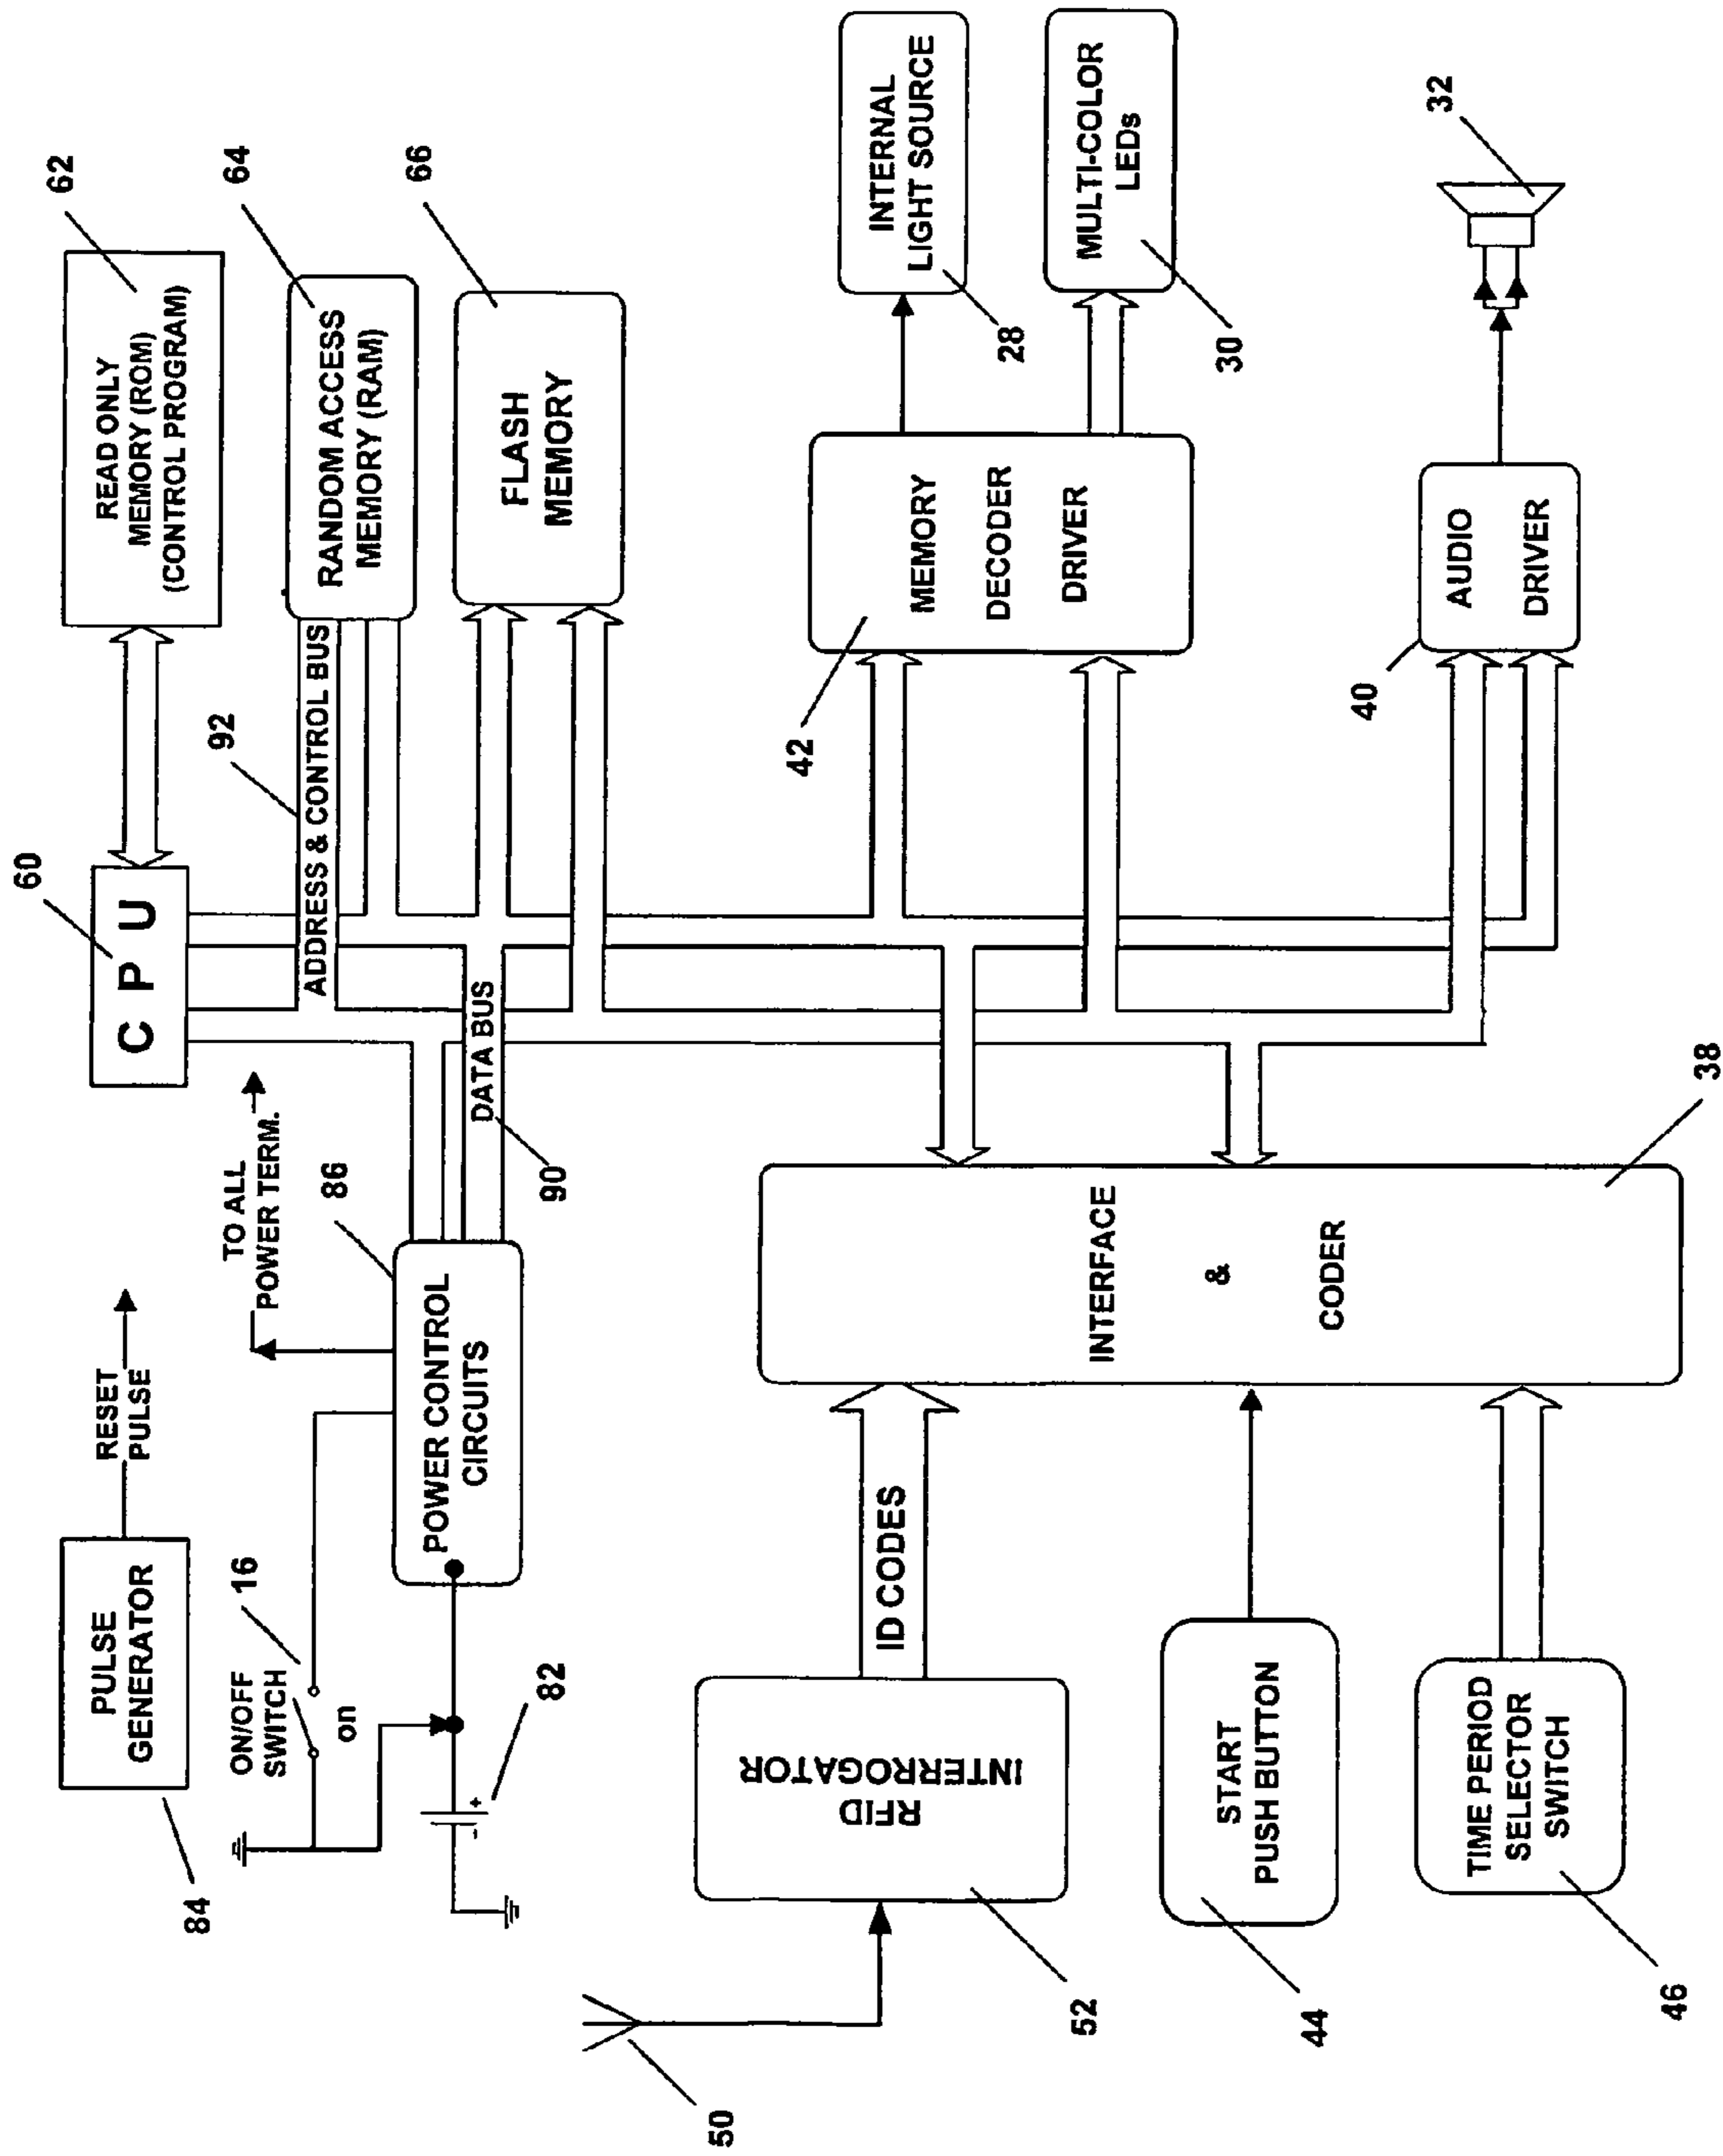 60
C P U
62
READ ONLY
MEMORY (ROM)
(CONTROL PROGRAM)
64
RANDOM ACCESS
MEMORY (RAM)
92
ADDRESS & CONTROL BUS
66
FLASH
MEMORY
84
PULSE
GENERATOR
RESET
PULSE
TO ALL
POWER TERM.
16
ON/OFF
SWITCH
on
86
POWER CONTROL
CIRCUITS
DATA BUS
90
82
+
-
50
52
RFID
INTERROGATOR
ID CODES
44
START
PUSH BUTTON
46
TIME PERIOD
SELECTOR
SWITCH
INTERFACE
&
CODER
38
42
MEMORY
DECODER
DRIVER
INTERNAL
LIGHT SOURCE
28
MULTI-COLOR
LEDs
30
40
AUDIO
DRIVER
32